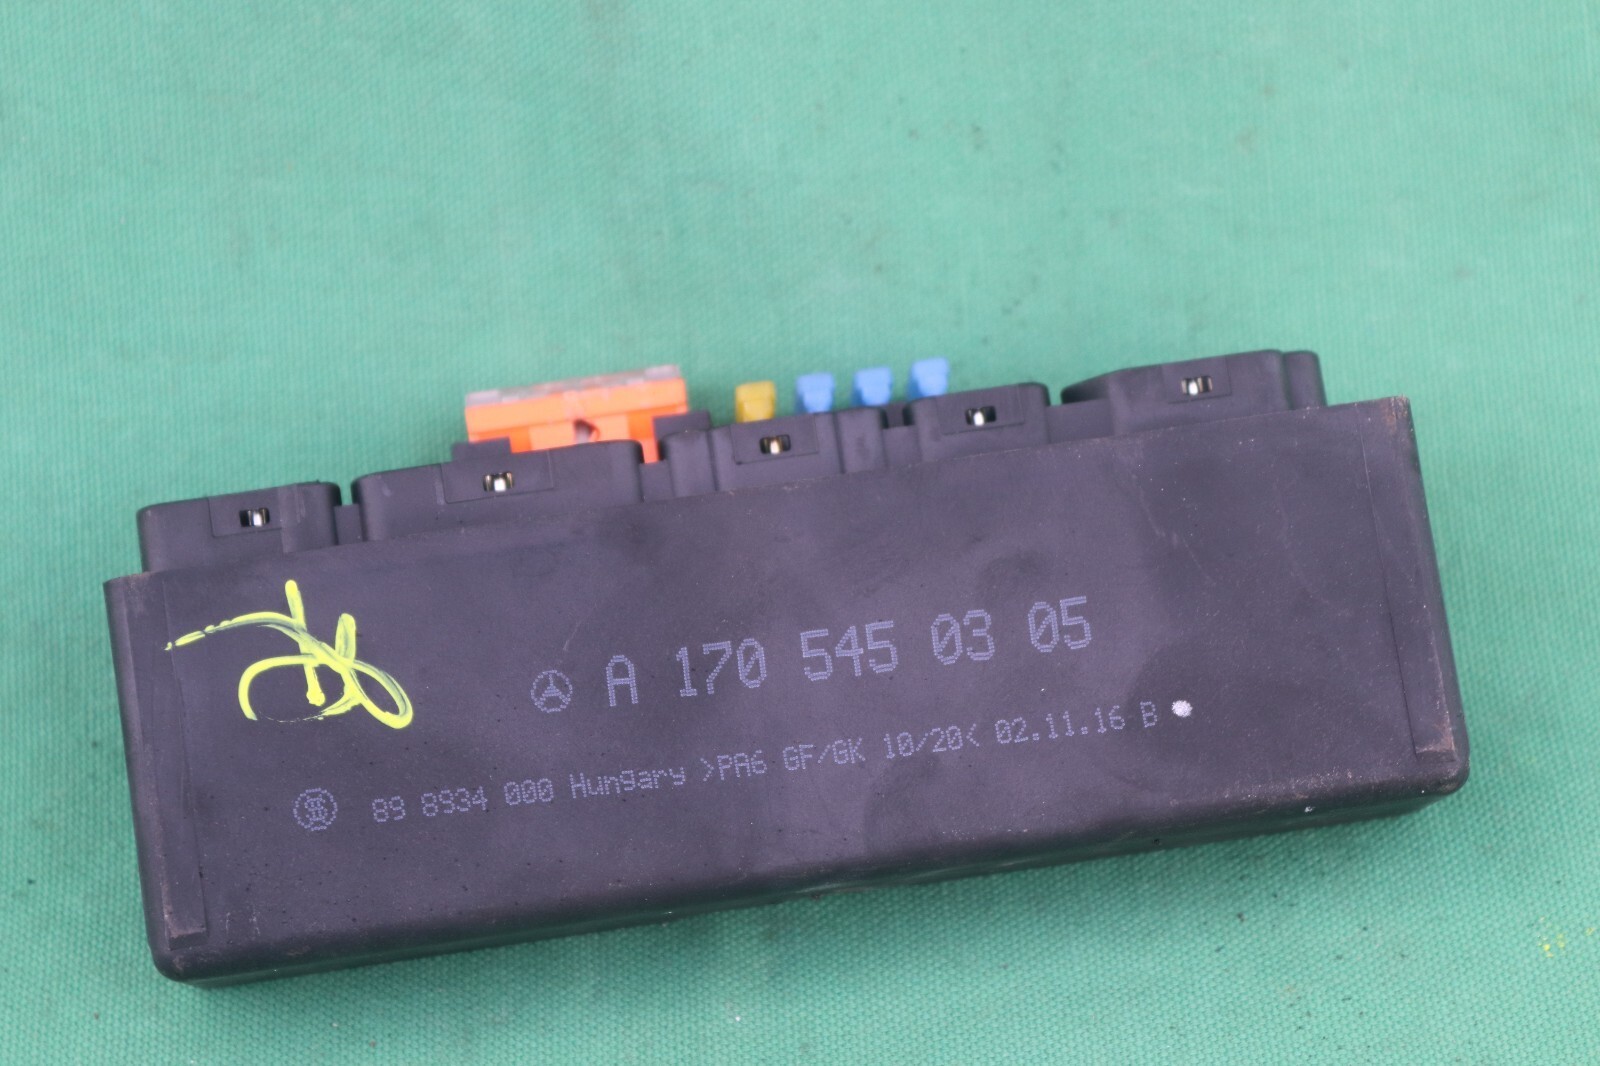 A 170 545 03 05
89 8934 000 Hungary >PA6 GF/GK 10/20< 02.11.16 B